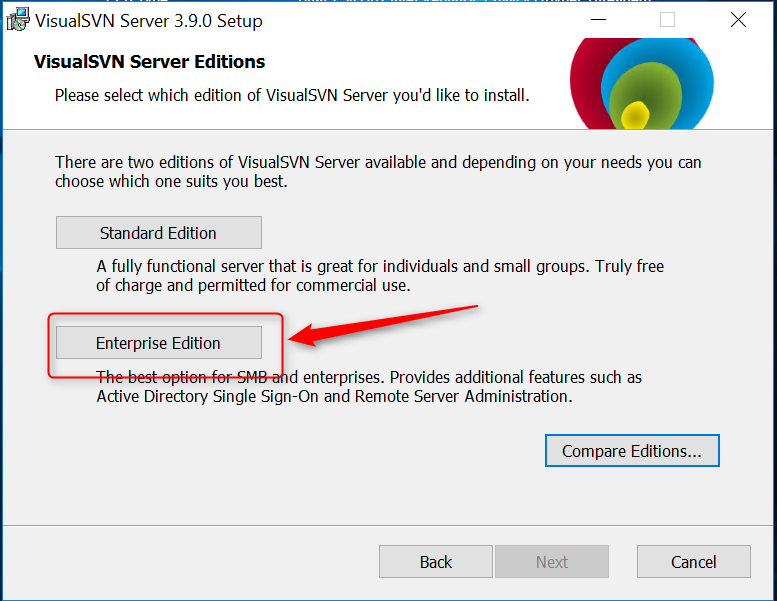 VisualSVN Server 3.9.0 Setup
VisualSVN Server Editions
Please select which edition of VisualSVN Server you'd like to install.
There are two editions of VisualSVN Server available and depending on your needs you can
choose which one suits you best.
Standard Edition
A fully functional server that is great for individuals and small groups. Truly free
of charge and permitted for commercial use.
Enterprise Edition
The best option for SMB and enterprises. Provides additional features such as
Active Directory Single Sign-On and Remote Server Administration.
Compare Editions...
Back
Next
Cancel